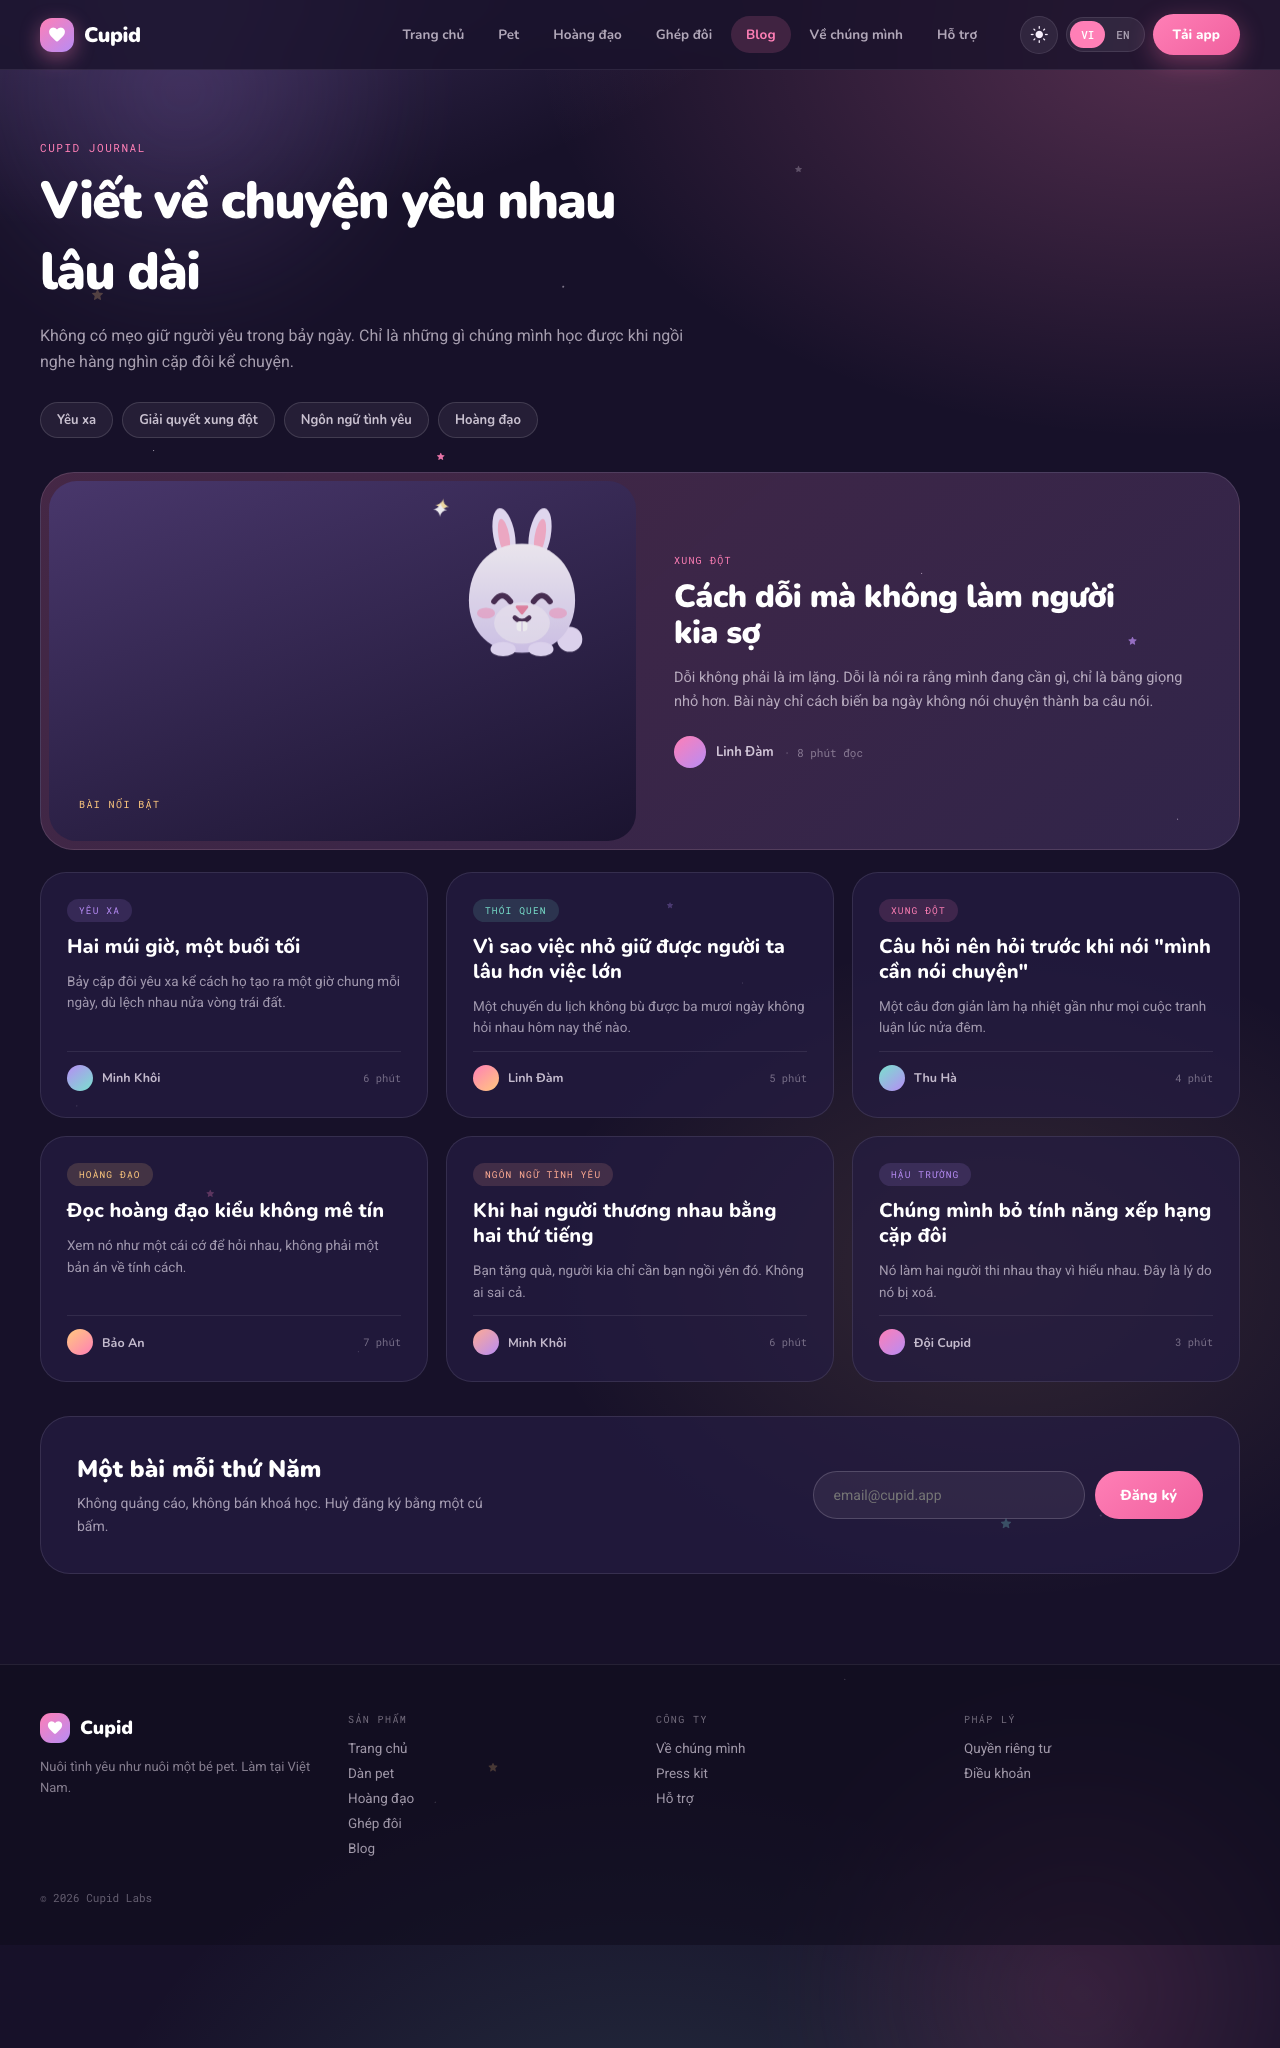 Cupid
Trang chủ
Pet
Hoàng đạo
Ghép đôi
Blog
Về chúng mình
Hỗ trợ
VI
EN
Tải app
CUPID JOURNAL
Viết về chuyện yêu nhau
lâu dài
Không có mẹo giữ người yêu trong bảy ngày. Chỉ là những gì chúng mình học được khi ngồi
nghe hàng nghìn cặp đôi kể chuyện.
Yêu xa
Giải quyết xung đột
Ngôn ngữ tình yêu
Hoàng đạo
BÀI NỔI BẬT
XUNG ĐỘT
Cách dỗi mà không làm người
kia sợ
Dỗi không phải là im lặng. Dỗi là nói ra rằng mình đang cần gì, chỉ là bằng giọng
nhỏ hơn. Bài này chỉ cách biến ba ngày không nói chuyện thành ba câu nói.
Linh Đàm · 8 phút đọc
YÊU XA
Hai múi giờ, một buổi tối
Bảy cặp đôi yêu xa kể cách họ tạo ra một giờ chung mỗi
ngày, dù lệch nhau nửa vòng trái đất.
Minh Khôi
6 phút
THÓI QUEN
Vì sao việc nhỏ giữ được người ta
lâu hơn việc lớn
Một chuyến du lịch không bù được ba mươi ngày không
hỏi nhau hôm nay thế nào.
Linh Đàm
5 phút
XUNG ĐỘT
Câu hỏi nên hỏi trước khi nói "mình
cần nói chuyện"
Một câu đơn giản làm hạ nhiệt gần như mọi cuộc tranh
luận lúc nửa đêm.
Thu Hà
4 phút
HOÀNG ĐẠO
Đọc hoàng đạo kiểu không mê tín
Xem nó như một cái cớ để hỏi nhau, không phải một
bản án về tính cách.
Bảo An
7 phút
NGÔN NGỮ TÌNH YÊU
Khi hai người thương nhau bằng
hai thứ tiếng
Bạn tặng quà, người kia chỉ cần bạn ngồi yên đó. Không
ai sai cả.
Minh Khôi
6 phút
HẬU TRƯỜNG
Chúng mình bỏ tính năng xếp hạng
cặp đôi
Nó làm hai người thi nhau thay vì hiểu nhau. Đây là lý do
nó bị xoá.
Đội Cupid
3 phút
Một bài mỗi thứ Năm
Không quảng cáo, không bán khoá học. Huỷ đăng ký bằng một cú
bấm.
email@cupid.app
Đăng ký
Cupid
Nuôi tình yêu như nuôi một bé pet. Làm tại Việt
Nam.
SẢN PHẨM
Trang chủ
Dàn pet
Hoàng đạo
Ghép đôi
Blog
CÔNG TY
Về chúng mình
Press kit
Hỗ trợ
PHÁP LÝ
Quyền riêng tư
Điều khoản
© 2026 Cupid Labs